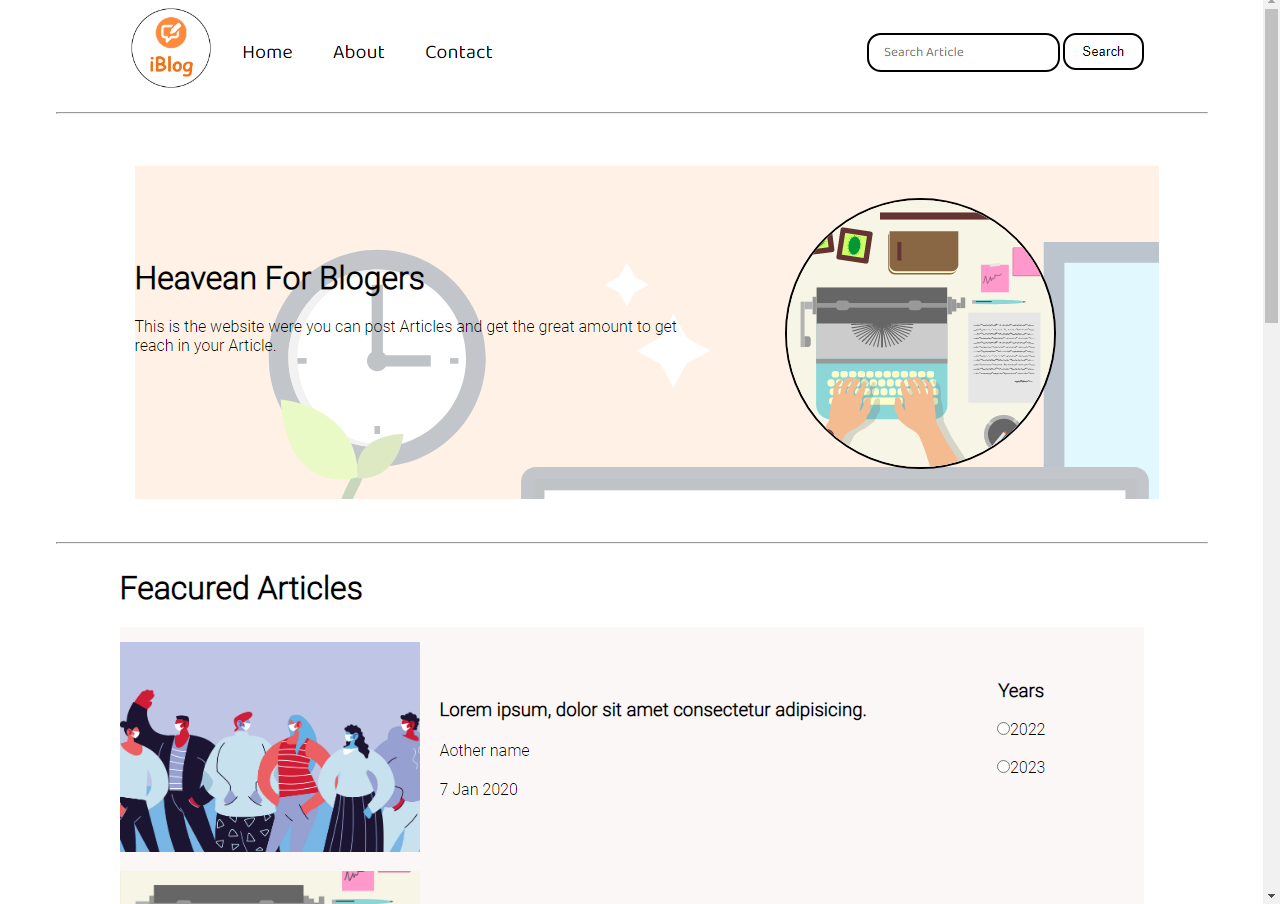 iBlog
Home About Contact
Search Article Search
Heavean For Blogers
This is the website were you can post Articles and get the great amount to get
reach in your Article.
Feacured Articles
Lorem ipsum, dolor sit amet consectetur adipisicing.
Aother name
7 Jan 2020
Years
2022
2023